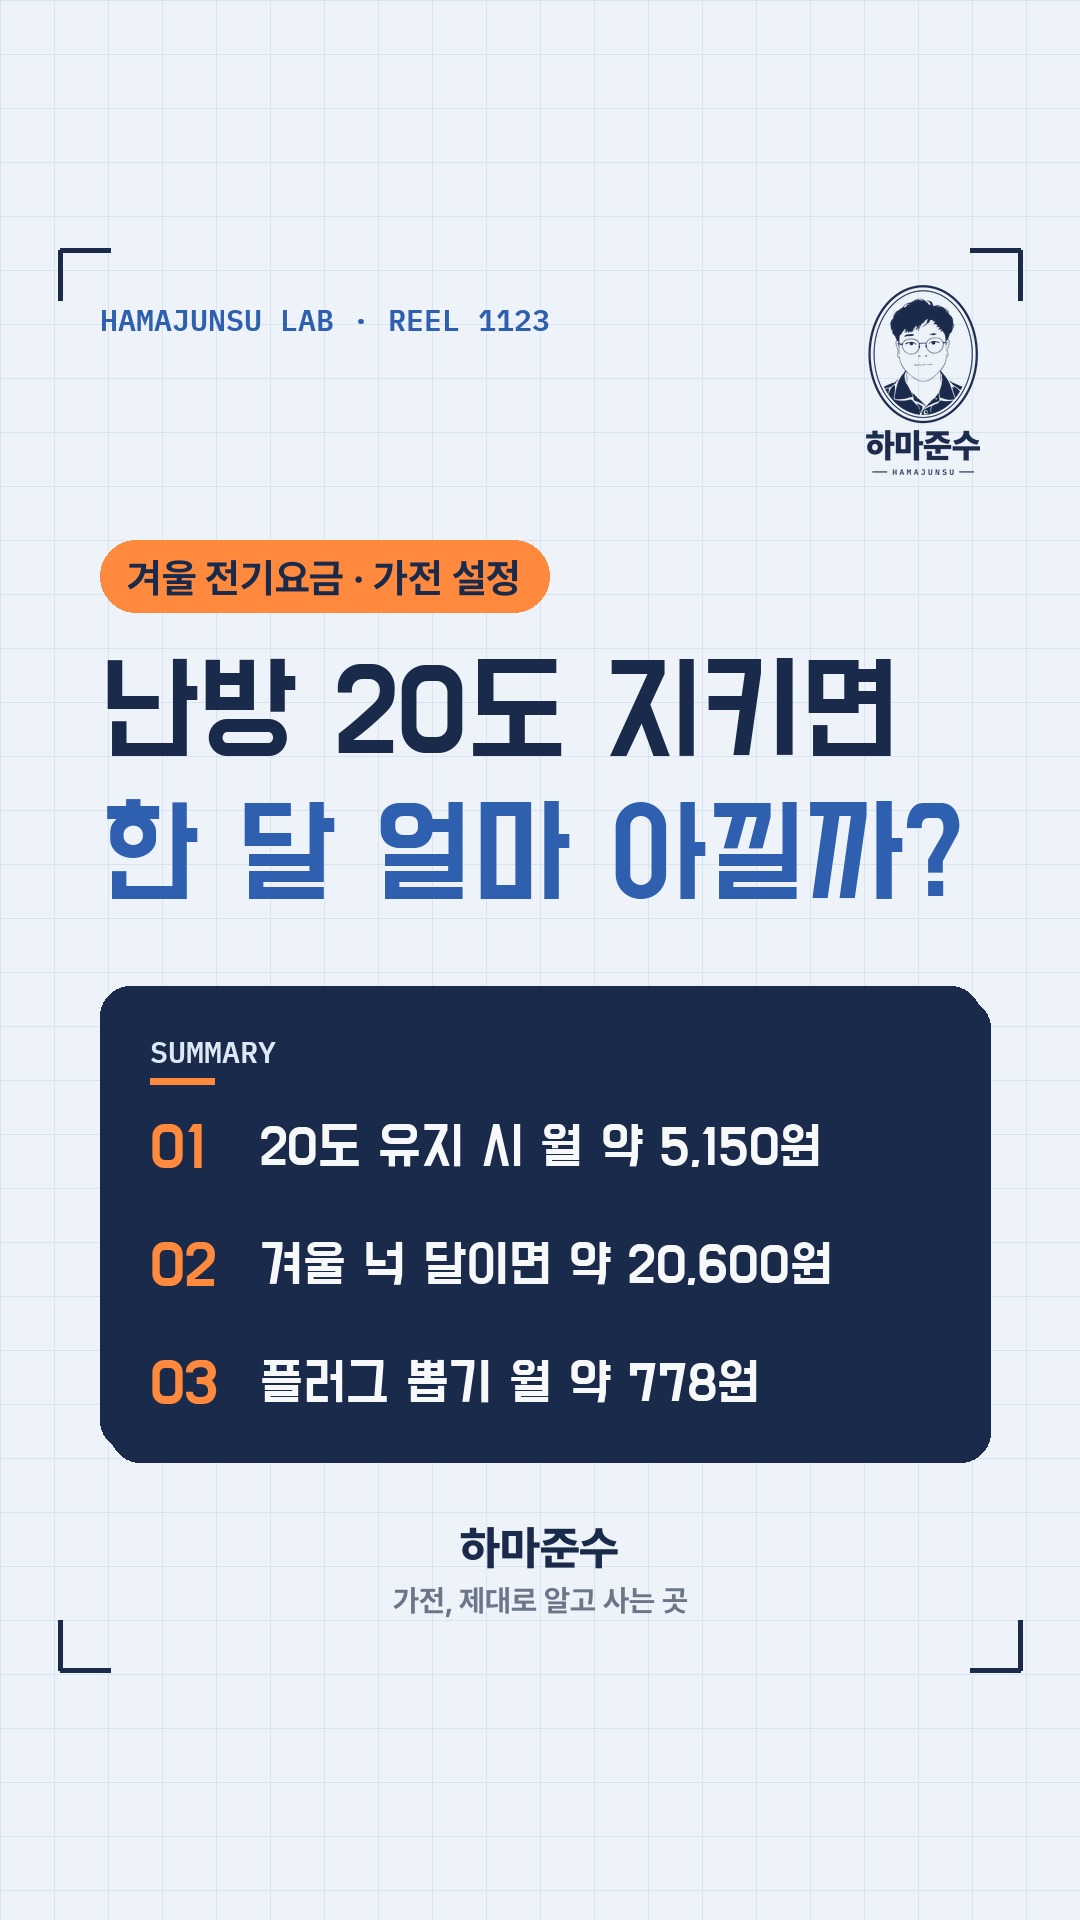 HAMAJUNSU LAB · REEL 1123
하마준수
HAMAJUNSU
겨울 전기요금 · 가전 설정
난방 20도 지키면
한 달 얼마 아낄까?
SUMMARY
01 20도 유지 시 월 약 5,150원
02 겨울 넉 달이면 약 20,600원
03 플러그 뽑기 월 약 778원
하마준수
가전, 제대로 알고 사는 곳